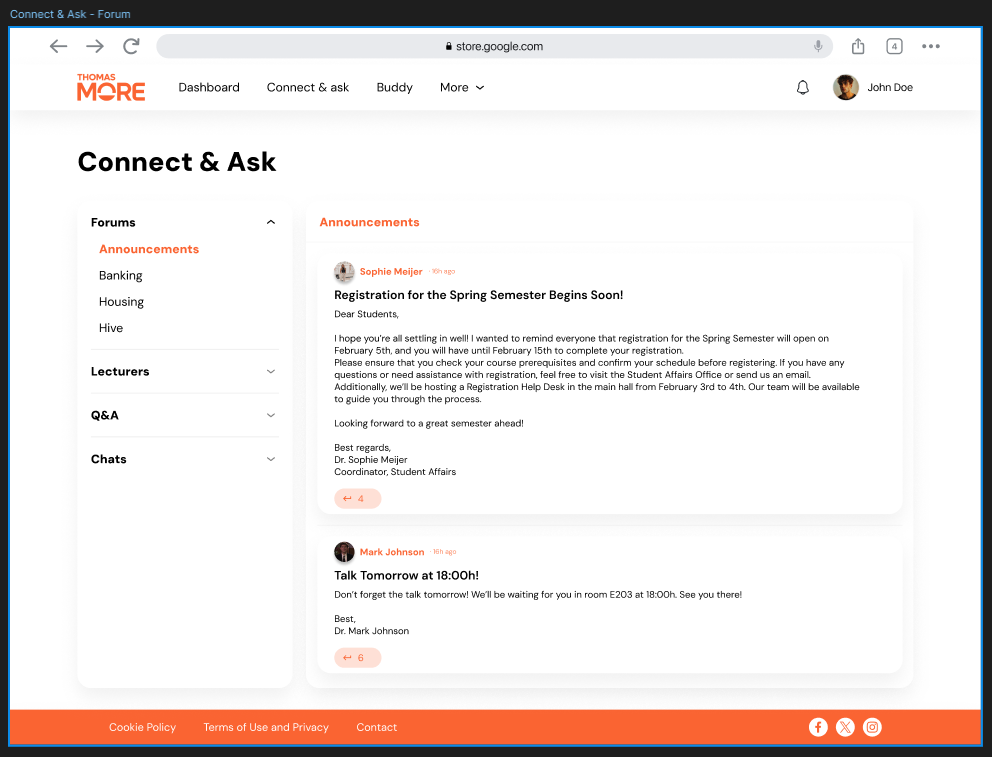 Connect & Ask - Forum
store.google.com
4
THOMAS
MORE
Dashboard
Connect & ask
Buddy
More
John Doe
Connect & Ask
Forums
Announcements
Banking
Housing
Hive
Lecturers
Q&A
Chats
Announcements
Sophie Meijer · 16h ago
Registration for the Spring Semester Begins Soon!
Dear Students,
I hope you're all settling in well! I wanted to remind everyone that registration for the Spring Semester will open on
February 5th, and you will have until February 15th to complete your registration.
Please ensure that you check your course prerequisites and confirm your schedule before registering. If you have any
questions or need assistance with registration, feel free to visit the Student Affairs Office or send us an email.
Additionally, we'll be hosting a Registration Help Desk in the main hall from February 3rd to 4th. Our team will be available
to guide you through the process.
Looking forward to a great semester ahead!
Best regards,
Dr. Sophie Meijer
Coordinator, Student Affairs
4
Mark Johnson · 16h ago
Talk Tomorrow at 18:00h!
Don't forget the talk tomorrow! We'll be waiting for you in room E203 at 18:00h. See you there!
Best,
Dr. Mark Johnson
6
Cookie Policy
Terms of Use and Privacy
Contact